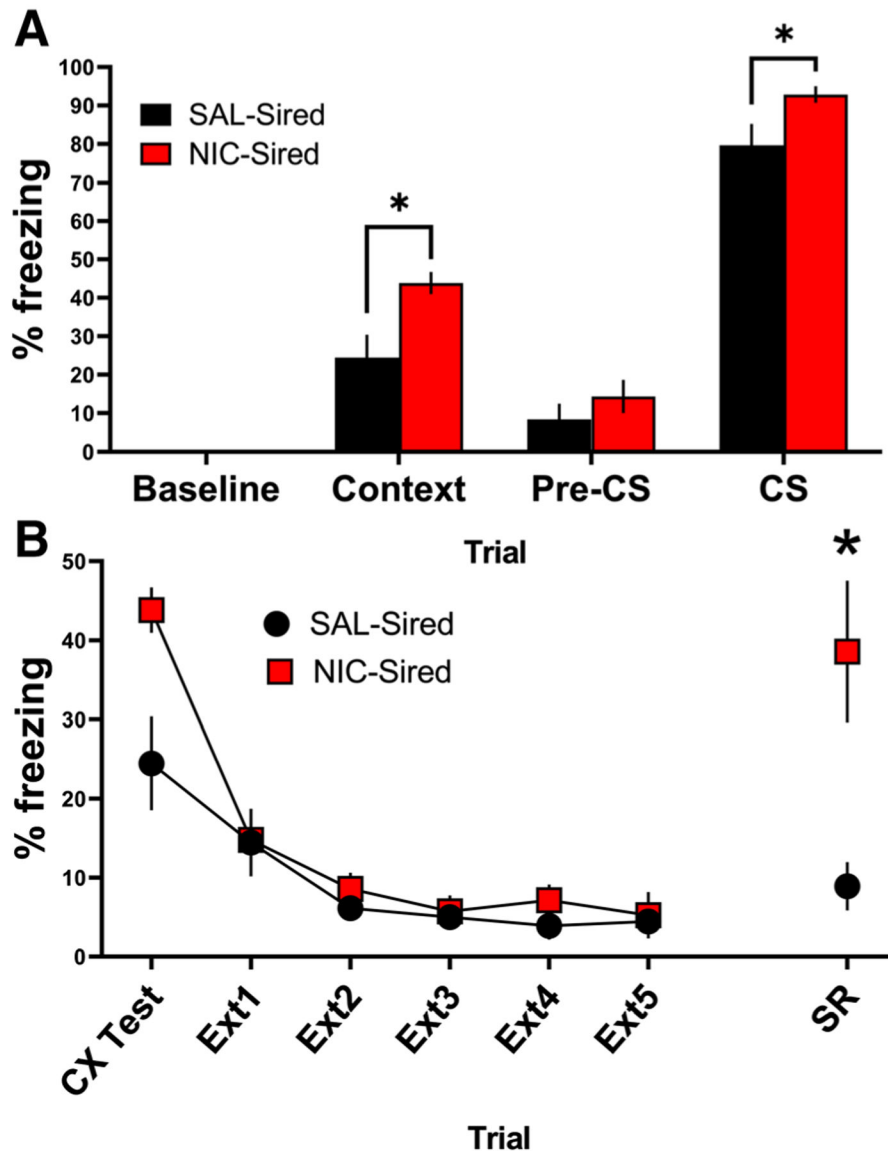 A
% freezing
100
90
80
70
60
50
40
30
20
10
0
SAL-Sired
NIC-Sired
*
*
Baseline Context Pre-CS CS
Trial
B
% freezing
50
40
30
20
10
0
SAL-Sired
NIC-Sired
*
CX Test Ext1 Ext2 Ext3 Ext4 Ext5 SR
Trial